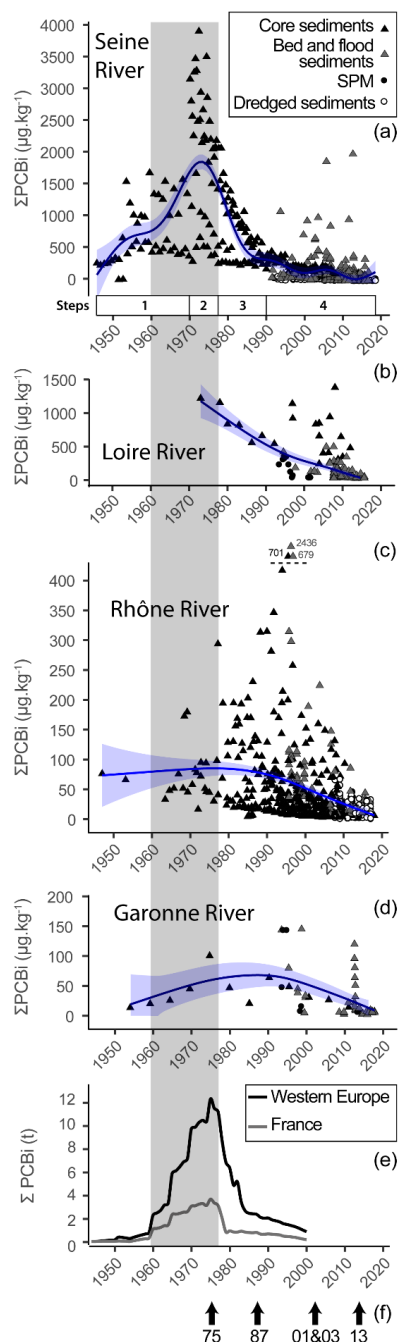 Seine
River
Core sediments
Bed and flood
sediments
SPM
Dredged sediments
(a)
ΣPCBi (µg.kg⁻¹)
4000
3500
3000
2500
2000
1500
1000
500
0
Steps 1 2 3 4
1950 1960 1970 1980 1990 2000 2010 2020
(b)
Loire River
ΣPCBi (µg.kg⁻¹)
1500
1000
500
0
1950 1960 1970 1980 1990 2000 2010 2020
(c)
701 2436
679
Rhône River
ΣPCBi (µg.kg⁻¹)
400
350
300
250
200
150
100
50
0
1950 1960 1970 1980 1990 2000 2010 2020
(d)
Garonne River
ΣPCBi (µg.kg⁻¹)
200
150
100
50
0
1950 1960 1970 1980 1990 2000 2010 2020
Western Europe
France
(e)
Σ PCBi (t)
12
10
8
6
4
2
0
1950 1960 1970 1980 1990 2000 2010 2020
(f)
75 87 01&03 13